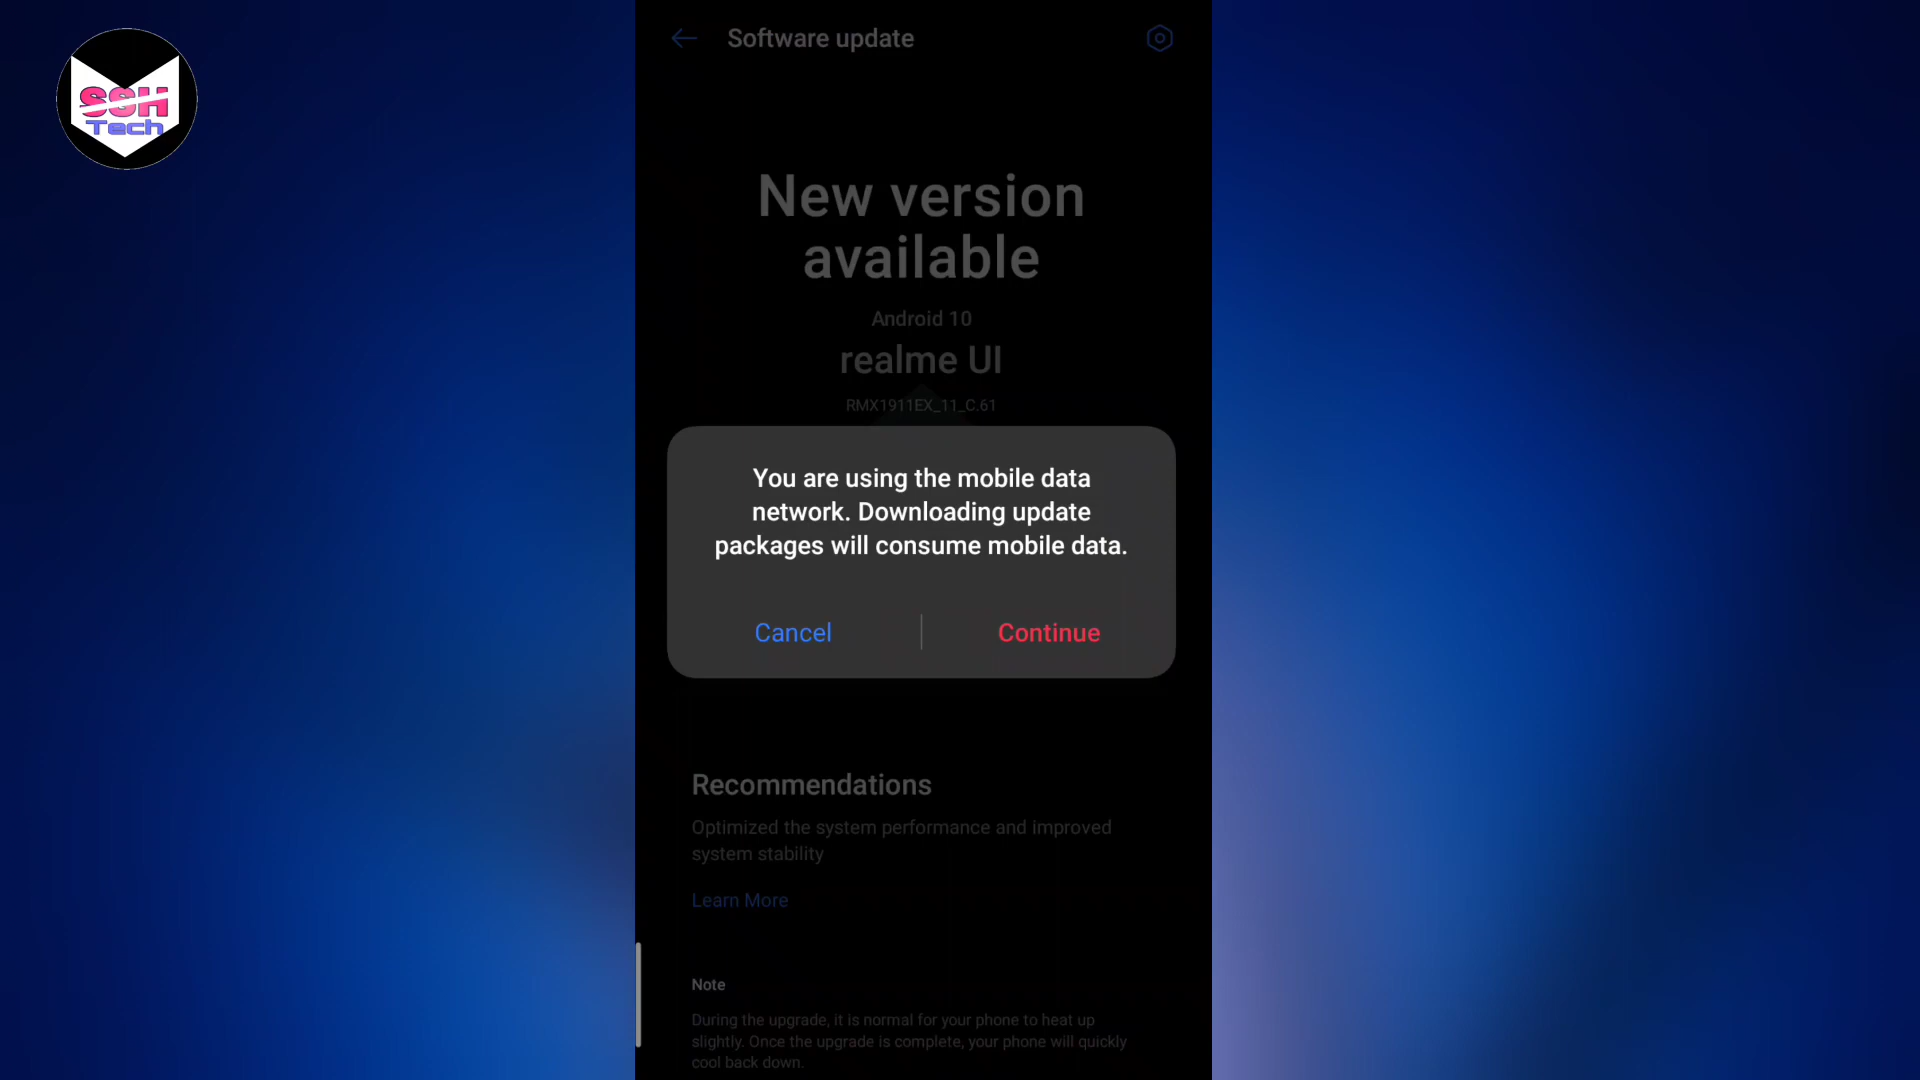 SSH
Tech
Software update
New version
available
Android 10
realme UI
RMX1911EX_11_C.61
You are using the mobile data
network. Downloading update
packages will consume mobile data.
Cancel
Continue
Recommendations
Optimized the system performance and improved
system stability
Learn More
Note
During the upgrade, it is normal for your phone to heat up
slightly. Once the upgrade is complete, your phone will quickly
cool back down.